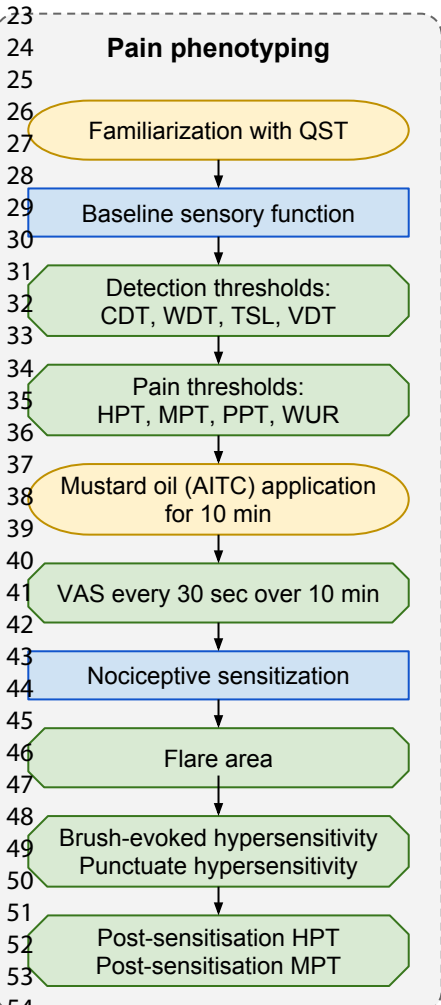 23
24 Pain phenotyping
25
26
Familiarization with QST
27
28
29 Baseline sensory function
30
31
Detection thresholds:
32
CDT, WDT, TSL, VDT
33
34
Pain thresholds:
35
HPT, MPT, PPT, WUR
36
37
Mustard oil (AITC) application
38
for 10 min
39
40
41 VAS every 30 sec over 10 min
42
43
Nociceptive sensitization
44
45
46
Flare area
47
48
Brush-evoked hypersensitivity
49
Punctuate hypersensitivity
50
51
Post-sensitisation HPT
52
Post-sensitisation MPT
53
54